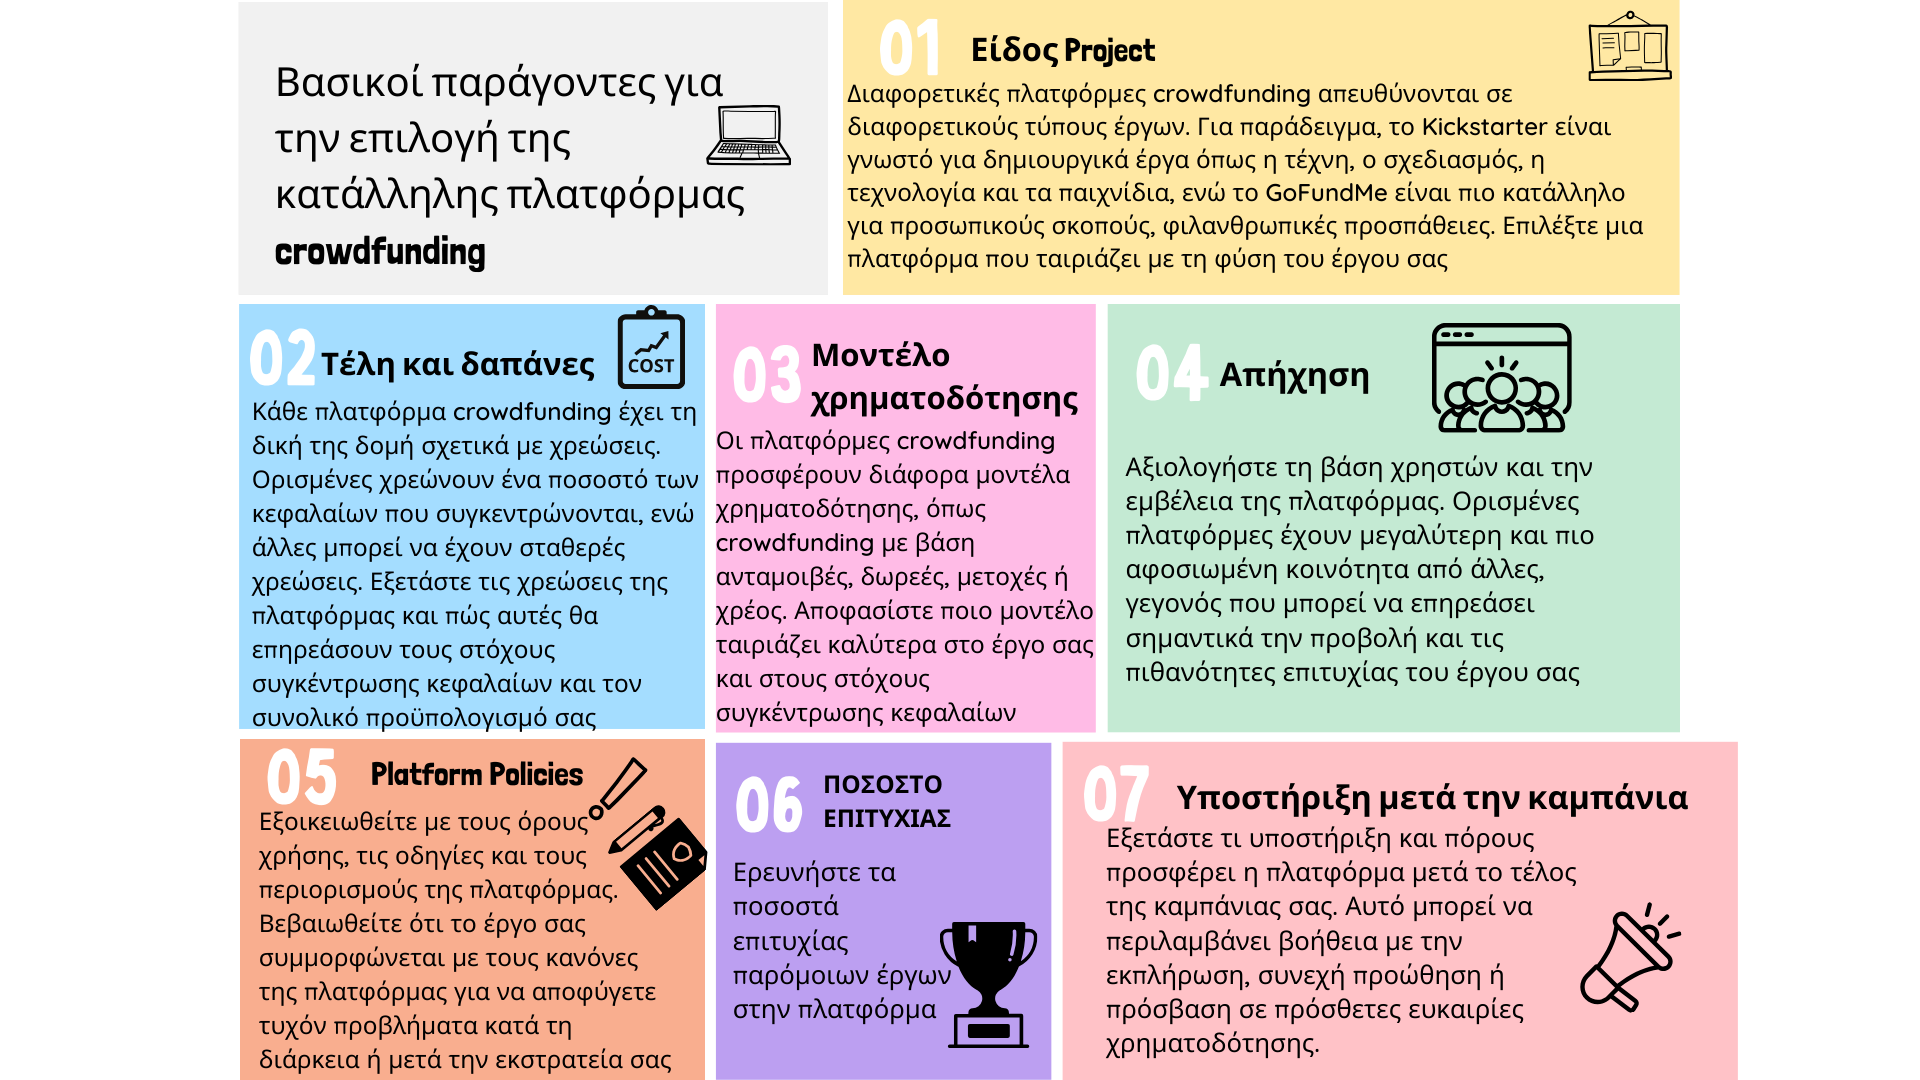 Βασικοί παράγοντες για
την επιλογή της
κατάλληλης πλατφόρμας
crowdfunding
01
Είδος Project
Διαφορετικές πλατφόρμες crowdfunding απευθύνονται σε
διαφορετικούς τύπους έργων. Για παράδειγμα, το Kickstarter είναι
γνωστό για δημιουργικά έργα όπως η τέχνη, ο σχεδιασμός, η
τεχνολογία και τα παιχνίδια, ενώ το GoFundMe είναι πιο κατάλληλο
για προσωπικούς σκοπούς, φιλανθρωπικές προσπάθειες. Επιλέξτε μια
πλατφόρμα που ταιριάζει με τη φύση του έργου σας
02
Τέλη και δαπάνες
COST
Κάθε πλατφόρμα crowdfunding έχει τη
δική της δομή σχετικά με χρεώσεις.
Ορισμένες χρεώνουν ένα ποσοστό των
κεφαλαίων που συγκεντρώνονται, ενώ
άλλες μπορεί να έχουν σταθερές
χρεώσεις. Εξετάστε τις χρεώσεις της
πλατφόρμας και πώς αυτές θα
επηρεάσουν τους στόχους
συγκέντρωσης κεφαλαίων και τον
συνολικό προϋπολογισμό σας
03
Μοντέλο
χρηματοδότησης
Οι πλατφόρμες crowdfunding
προσφέρουν διάφορα μοντέλα
χρηματοδότησης, όπως
crowdfunding με βάση
ανταμοιβές, δωρεές, μετοχές ή
χρέος. Αποφασίστε ποιο μοντέλο
ταιριάζει καλύτερα στο έργο σας
και στους στόχους
συγκέντρωσης κεφαλαίων
04
Απήχηση
Αξιολογήστε τη βάση χρηστών και την
εμβέλεια της πλατφόρμας. Ορισμένες
πλατφόρμες έχουν μεγαλύτερη και πιο
αφοσιωμένη κοινότητα από άλλες,
γεγονός που μπορεί να επηρεάσει
σημαντικά την προβολή και τις
πιθανότητες επιτυχίας του έργου σας
05
Platform Policies
Εξοικειωθείτε με τους όρους
χρήσης, τις οδηγίες και τους
περιορισμούς της πλατφόρμας.
Βεβαιωθείτε ότι το έργο σας
συμμορφώνεται με τους κανόνες
της πλατφόρμας για να αποφύγετε
τυχόν προβλήματα κατά τη
διάρκεια ή μετά την εκστρατεία σας
06
ΠΟΣΟΣΤΟ
ΕΠΙΤΥΧΙΑΣ
Ερευνήστε τα
ποσοστά
επιτυχίας
παρόμοιων έργων
στην πλατφόρμα
07
Υποστήριξη μετά την καμπάνια
Εξετάστε τι υποστήριξη και πόρους
προσφέρει η πλατφόρμα μετά το τέλος
της καμπάνιας σας. Αυτό μπορεί να
περιλαμβάνει βοήθεια με την
εκπλήρωση, συνεχή προώθηση ή
πρόσβαση σε πρόσθετες ευκαιρίες
χρηματοδότησης.